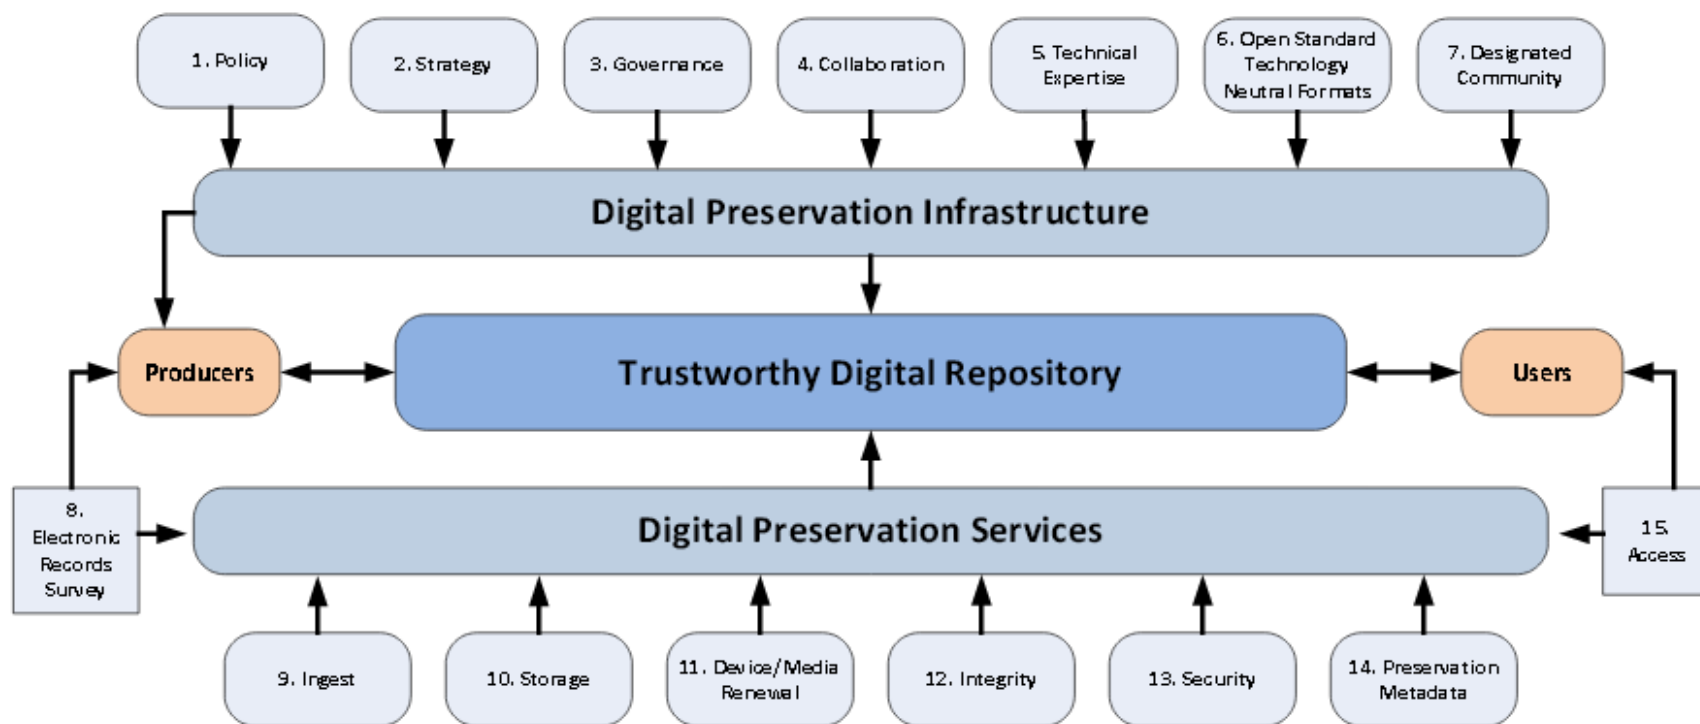 1. Policy
2. Strategy
3. Governance
4. Collaboration
5. Technical
Expertise
6. Open Standard
Technology
Neutral Formats
7. Designated
Community
Digital Preservation Infrastructure
Producers
Trustworthy Digital Repository
Users
8.
Electronic
Records
Survey
Digital Preservation Services
15.
Access
9. Ingest
10. Storage
11. Device/Media
Renewal
12. Integrity
13. Security
14. Preservation
Metadata